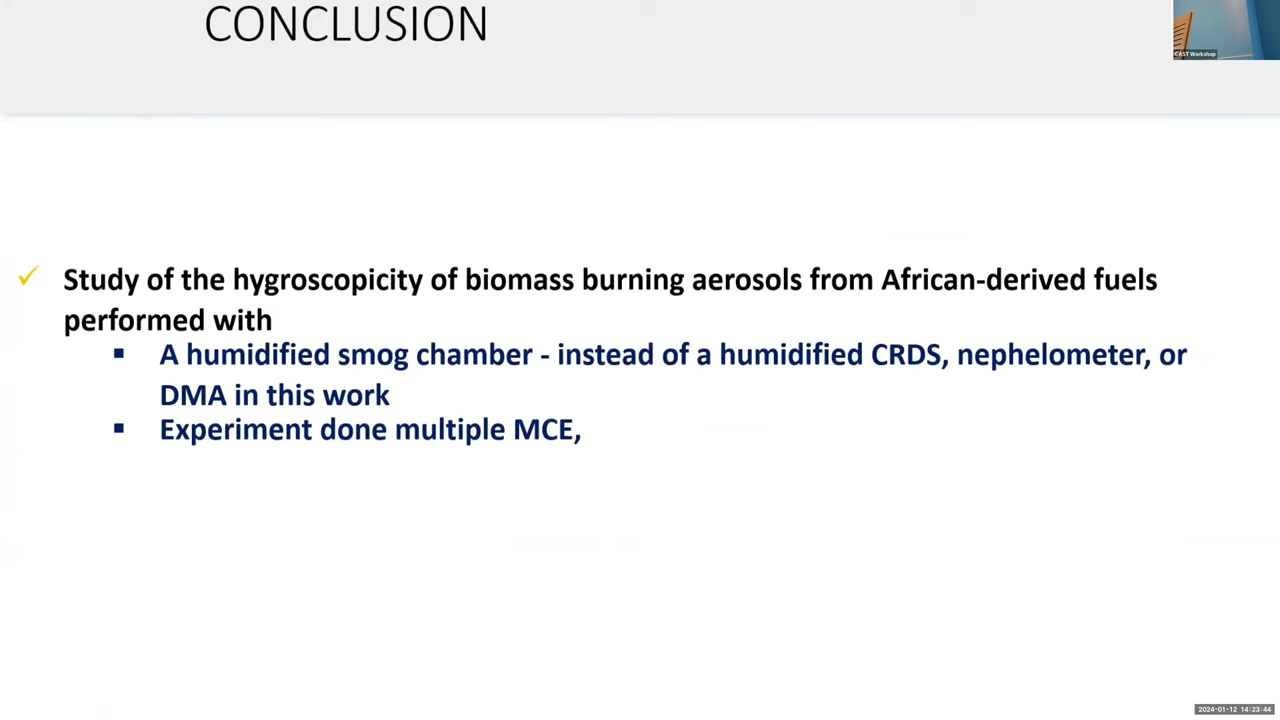 CONCLUSION
CAST Workshop
✓ Study of the hygroscopicity of biomass burning aerosols from African-derived fuels
performed with
▪ A humidified smog chamber - instead of a humidified CRDS, nephelometer, or
DMA in this work
▪ Experiment done multiple MCE,
2024-01-12 14:23:44